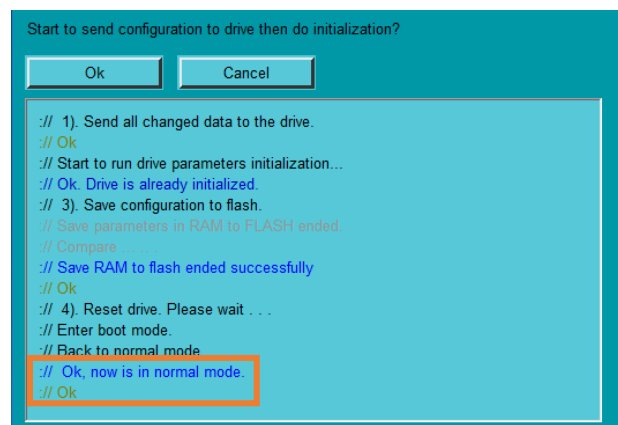 Start to send configuration to drive then do initialization?
Ok
Cancel
:// 1). Send all changed data to the drive.
:// Ok
:// Start to run drive parameters initialization...
:// Ok. Drive is already initialized.
:// 3). Save configuration to flash.
:// Save parameters in RAM to FLASH ended.
:// Compare .... ...
:// Save RAM to flash ended successfully
:// Ok
:// 4). Reset drive. Please wait . . .
:// Enter boot mode.
:// Back to normal mode
:// Ok, now is in normal mode.
:// Ok